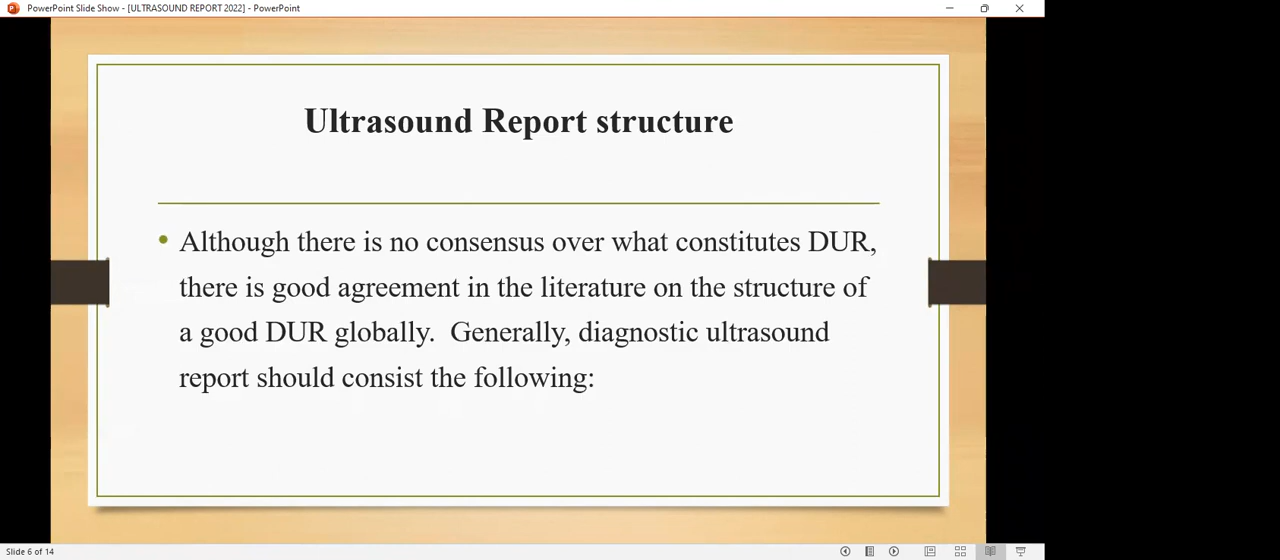 PowerPoint Slide Show - [ULTRASOUND REPORT 2022] - PowerPoint
Ultrasound Report structure
• Although there is no consensus over what constitutes DUR,
there is good agreement in the literature on the structure of
a good DUR globally.  Generally, diagnostic ultrasound
report should consist the following:
Slide 6 of 14